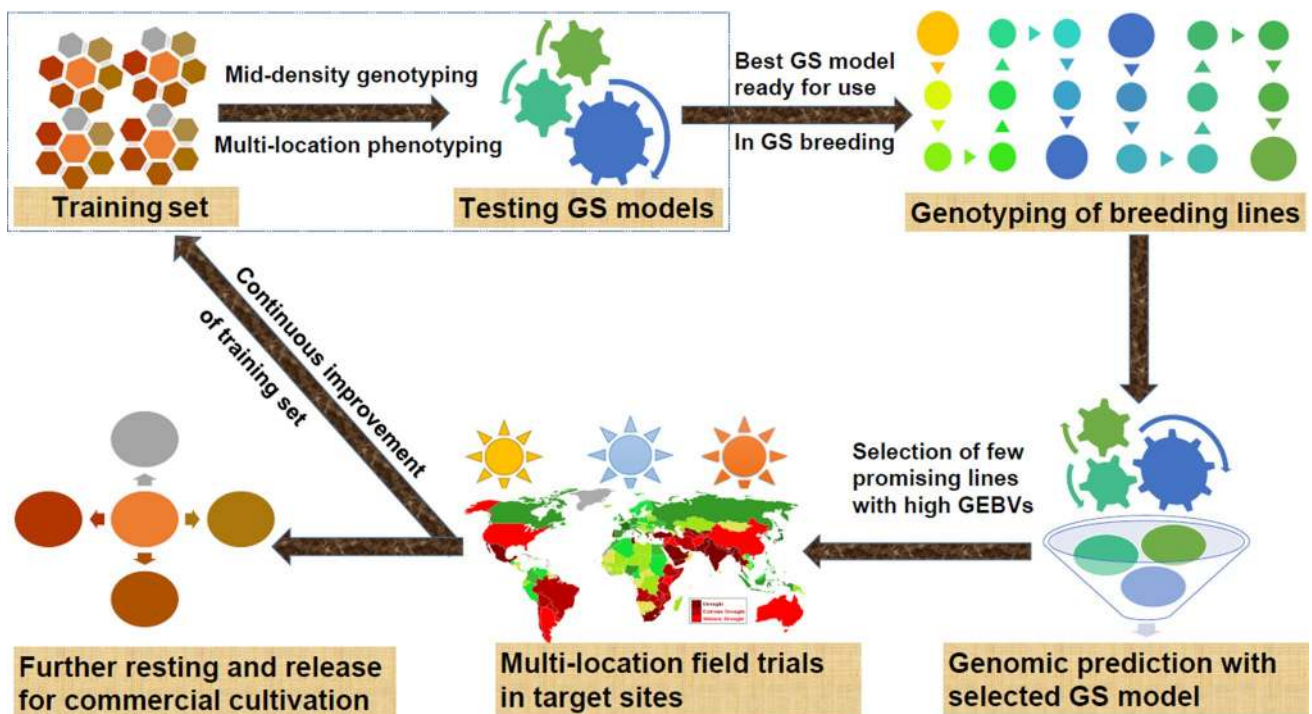 Mid-density genotyping
Multi-location phenotyping
Training set
Testing GS models
Best GS model
ready for use
In GS breeding
Genotyping of breeding lines
Continuous improvement
of training set
Selection of few
promising lines
with high GEBVs
Further resting and release
for commercial cultivation
Multi-location field trials
in target sites
Genomic prediction with
selected GS model
Drought